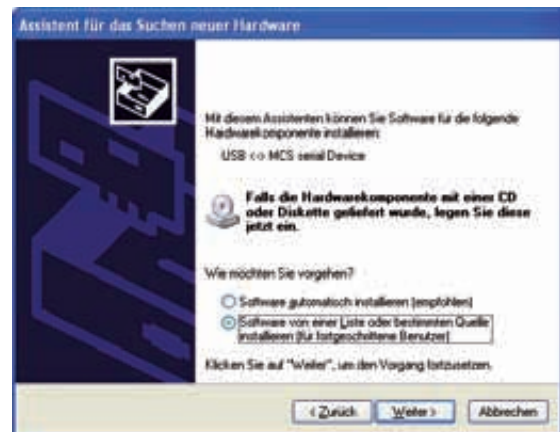 Assistent für das Suchen neuer Hardware
Mit diesem Assistenten können Sie Software für die folgende
Hardwarekomponente installieren:
USB <-> MCS serial Device
Falls die Hardwarekomponente mit einer CD
oder Diskette geliefert wurde, legen Sie diese
jetzt ein.
Wie möchten Sie vorgehen?
Software automatisch installieren (empfohlen)
Software von einer Liste oder bestimmten Quelle
installieren (für fortgeschrittene Benutzer)
Klicken Sie auf "Weiter", um den Vorgang fortzusetzen.
< Zurück Weiter > Abbrechen